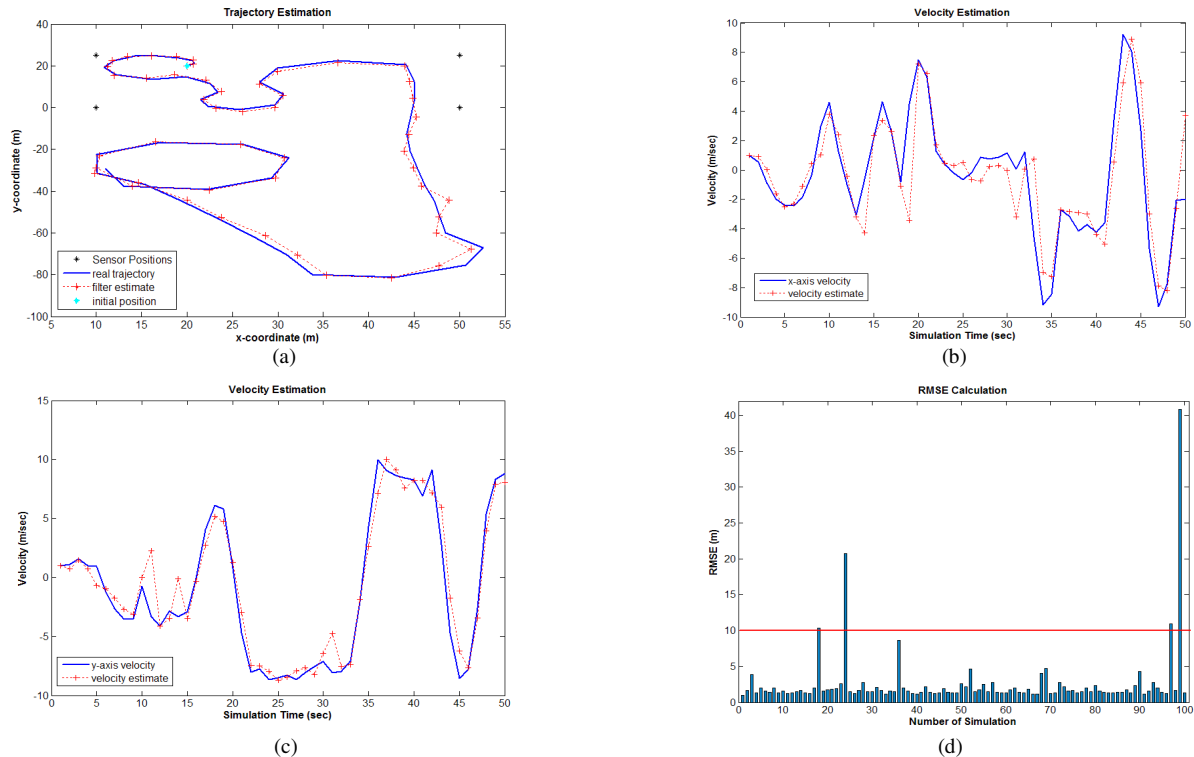 Trajectory Estimation
40
20
0
-20
-40
-60
-80
-100
y-coordinate (m)
Sensor Positions
real trajectory
filter estimate
initial position
5 10 15 20 25 30 35 40 45 50 55
x-coordinate (m)
(a)
Velocity Estimation
10
8
6
4
2
0
-2
-4
-6
-8
-10
Velocity (m/sec)
x-axis velocity
velocity estimate
0 5 10 15 20 25 30 35 40 45 50
Simulation Time (sec)
(b)
Velocity Estimation
15
10
5
0
-5
-10
Velocity (m/sec)
y-axis velocity
velocity estimate
0 5 10 15 20 25 30 35 40 45 50
Simulation Time (sec)
(c)
RMSE Calculation
40
35
30
25
20
15
10
5
0
RMSE (m)
0 10 20 30 40 50 60 70 80 90 100
Number of Simulation
(d)